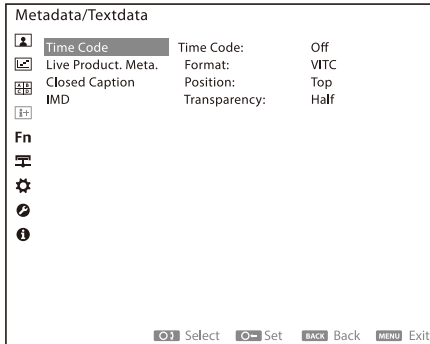 Metadata/Textdata
Time Code Time Code: Off
Live Product. Meta. Format: VITC
Closed Caption Position: Top
IMD Transparency: Half
Fn
Select Set BACK Back MENU Exit